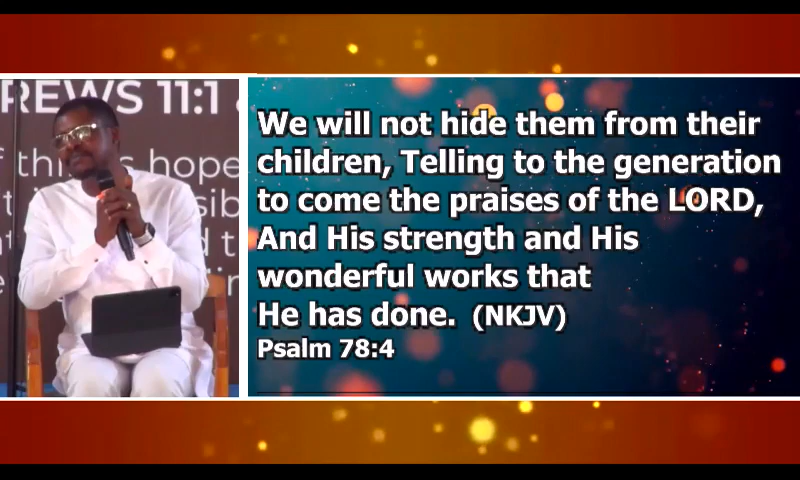 REWS 11:1
hope
We will not hide them from their
children, Telling to the generation
to come the praises of the LORD,
And His strength and His
wonderful works that
He has done. (NKJV)
Psalm 78:4